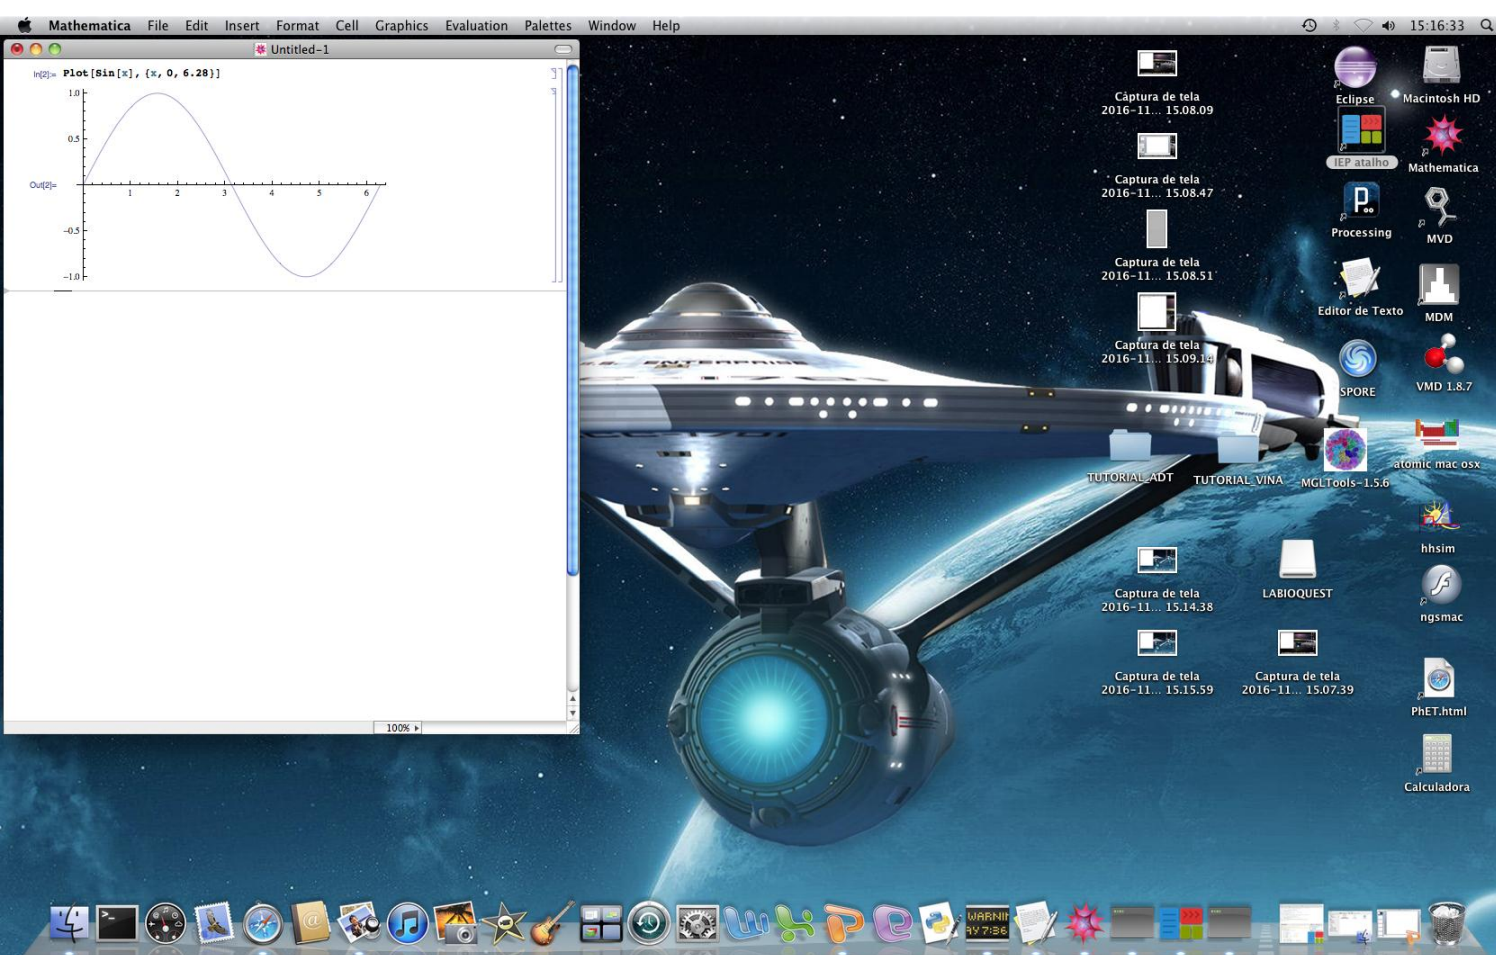 Mathematica File Edit Insert Format Cell Graphics Evaluation Palettes Window Help 15:16:33
Untitled-1
In[2]:= Plot[Sin[x], {x, 0, 6.28}]
1.0
0.5
Out[2]=
1 2 3 4 5 6
-0.5
-1.0
100%
Captura de tela
2016-11... 15.08.09
Captura de tela
2016-11... 15.08.47
Captura de tela
2016-11... 15.08.51
Captura de tela
2016-11... 15.09.14
TUTORIAL_ADT
TUTORIAL_VINA
Captura de tela
2016-11... 15.14.38
Captura de tela
2016-11... 15.15.59
LABIOQUEST
Captura de tela
2016-11... 15.07.39
Eclipse
IEP atalho
Processing
Editor de Texto
SPORE
MGLTools-1.5.6
Macintosh HD
Mathematica
MVD
MDM
VMD 1.8.7
atomic mac osx
hhsim
ngsmac
PhET.html
Calculadora
ENTERPRISE
WARNIN
AY 7:36